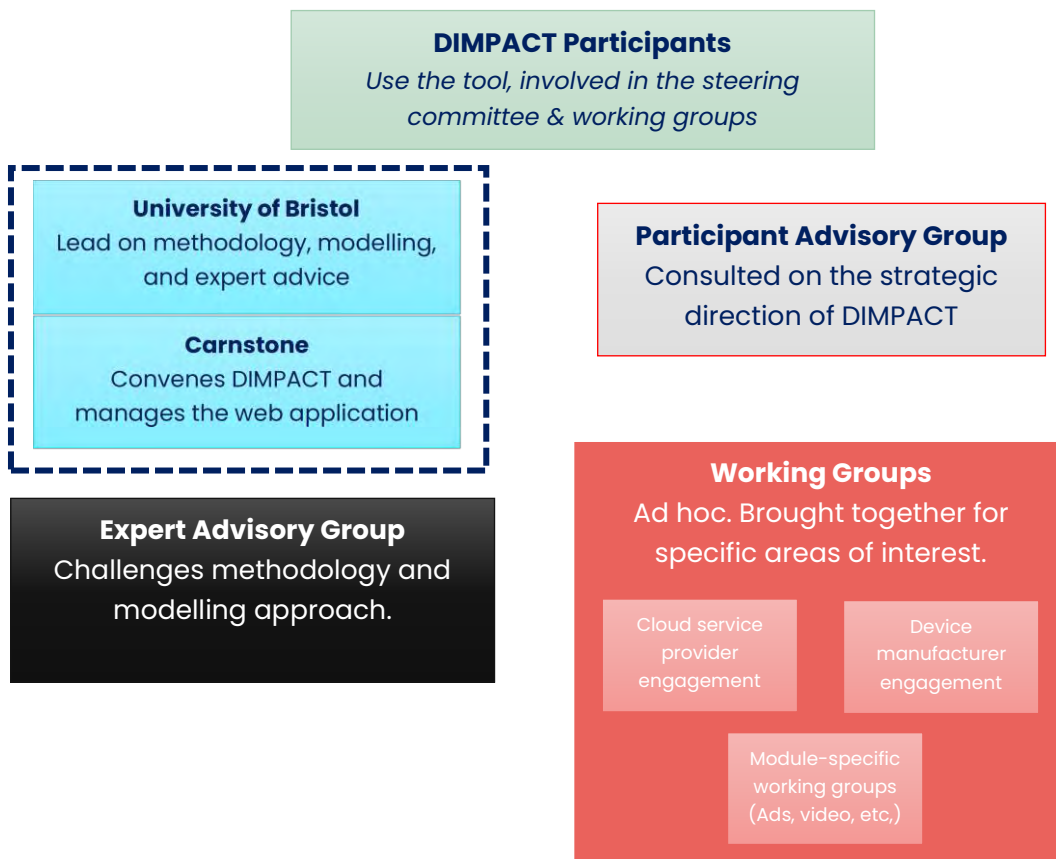 DIMPACT Participants
Use the tool, involved in the steering
committee & working groups
University of Bristol
Lead on methodology, modelling,
and expert advice
Carnstone
Convenes DIMPACT and
manages the web application
Participant Advisory Group
Consulted on the strategic
direction of DIMPACT
Expert Advisory Group
Challenges methodology and
modelling approach.
Working Groups
Ad hoc. Brought together for
specific areas of interest.
Cloud service
provider
engagement
Device
manufacturer
engagement
Module-specific
working groups
(Ads, video, etc,)